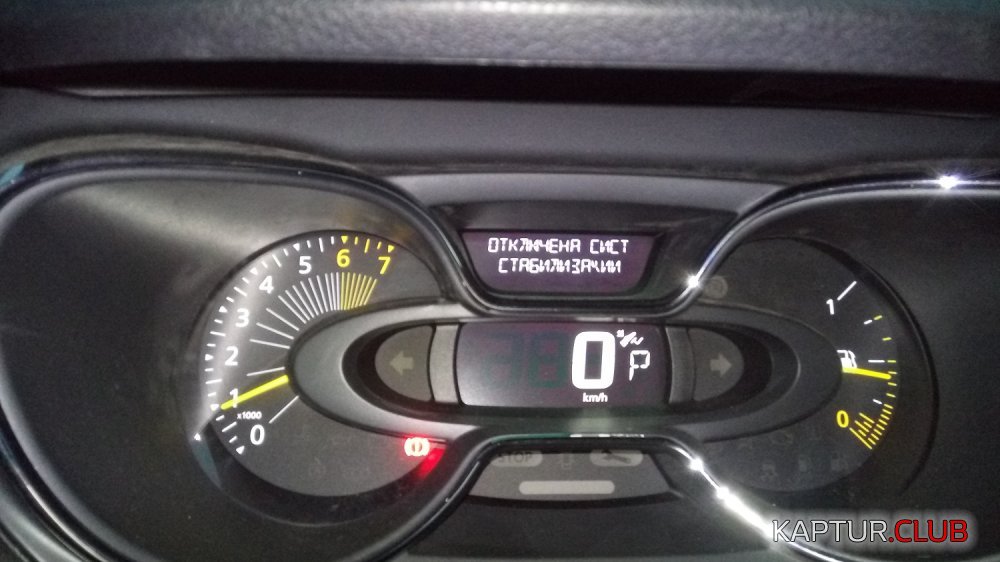 ОТКЛЮЧЕНА СИСТ
СТАБИЛИЗАЦИИ
7
6
5
4
3
2
1
x1000
0
0
P
km/h
1
0
STOP
KAPTUR.CLUB